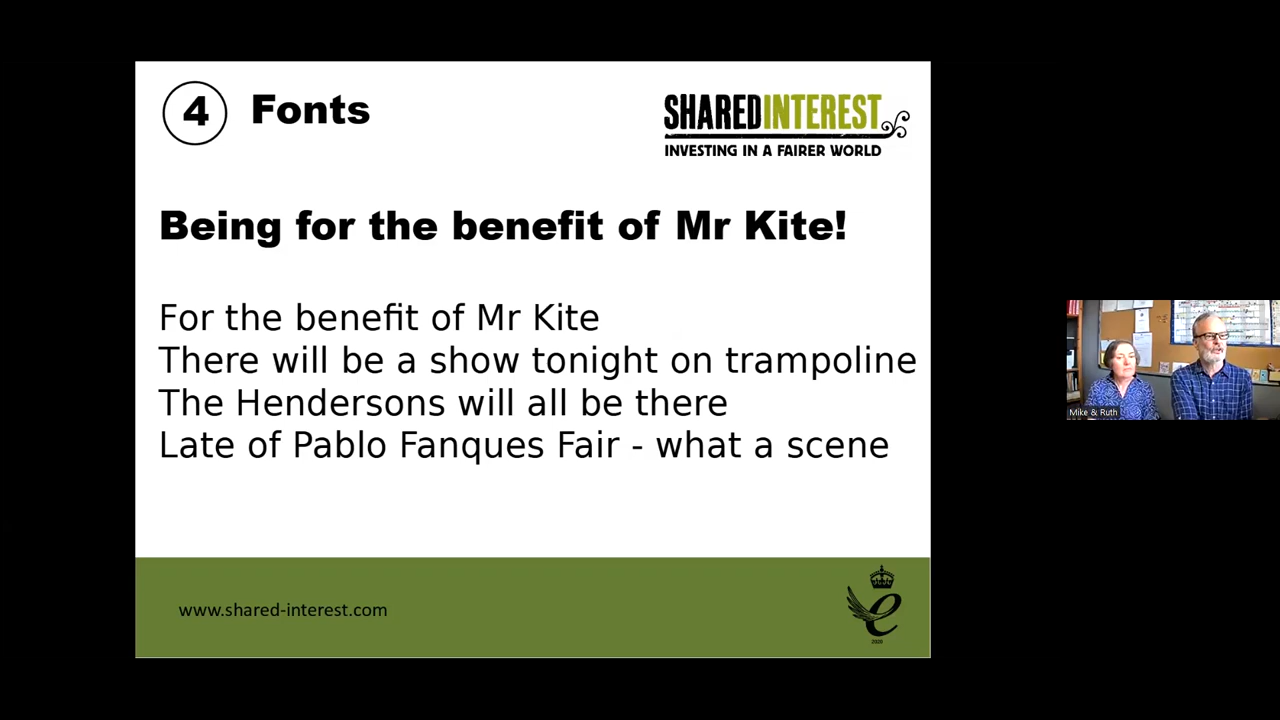 4 Fonts
SHAREDINTEREST
INVESTING IN A FAIRER WORLD
Being for the benefit of Mr Kite!
For the benefit of Mr Kite
There will be a show tonight on trampoline
The Hendersons will all be there
Late of Pablo Fanques Fair - what a scene
Mike & Ruth
www.shared-interest.com
e
2020